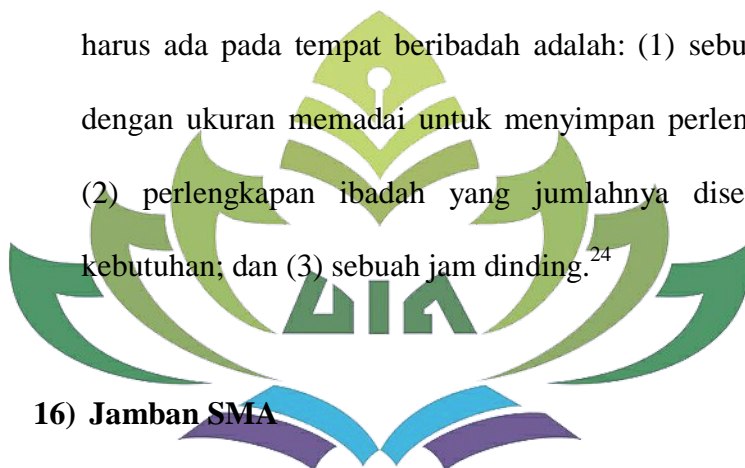 harus ada pada tempat beribadah adalah: (1) sebu
dengan ukuran memadai untuk menyimpan perlen
(2) perlengkapan ibadah yang jumlahnya dise
kebutuhan; dan (3) sebuah jam dinding.24
UIN
16) Jamban SMA